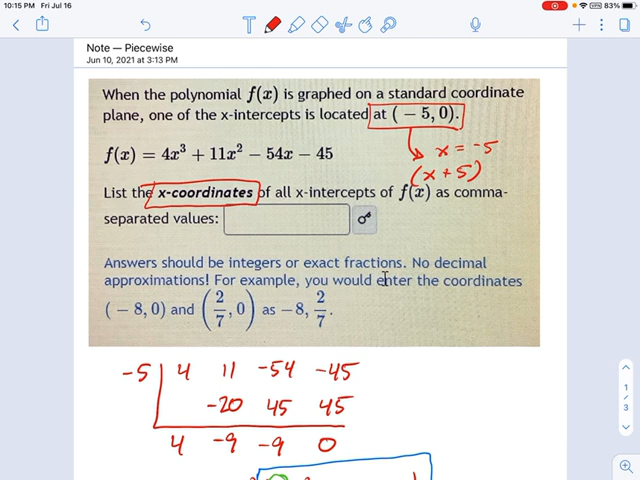 10:15 PM Fri Jul 16
83%
Note — Piecewise
Jun 10, 2021 at 3:13 PM
When the polynomial f(x) is graphed on a standard coordinate
plane, one of the x-intercepts is located at (− 5, 0).
x = -5
f(x) = 4x³ + 11x² − 54x − 45
(x + 5)
List the x-coordinates of all x-intercepts of f(x) as comma-
separated values:
Answers should be integers or exact fractions. No decimal
approximations! For example, you would enter the coordinates
(− 8, 0) and (2/7, 0) as −8, 2/7.
-5 | 4 11 -54 -45
-20 45 45
4 -9 -9 0
1
3